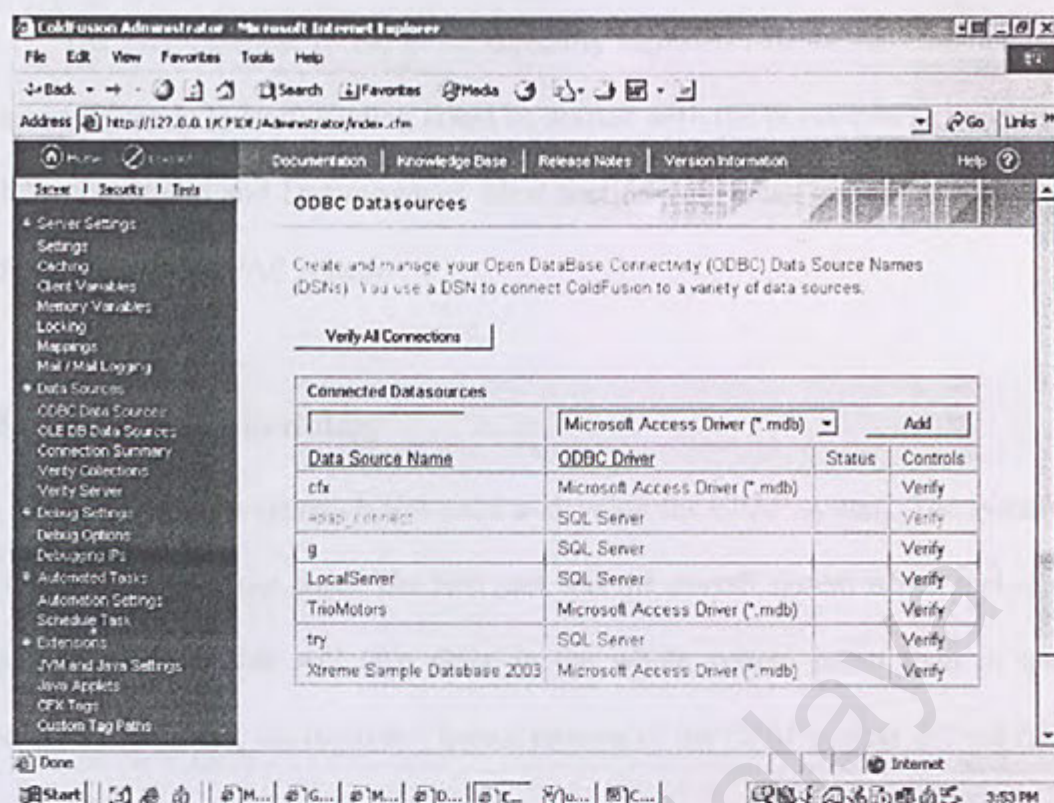 ColdFusion Administrator - Microsoft Internet Explorer
File Edit View Favorites Tools Help
Back Search Favorites Media
Address http://127.0.0.1/CFIDE/Administrator/index.cfm Go Links
Home Documentation Knowledge Base Release Notes Version Information Help ?
Server | Security | Tools
Server Settings
Settings
Caching
Client Variables
Memory Variables
Locking
Mappings
Mail / Mail Logging
Data Sources
ODBC Data Sources
OLE DB Data Sources
Connection Summary
Verity Collections
Verity Server
Debug Settings
Debug Options
Debugging IPs
Automated Tasks
Automation Settings
Schedule Task
Extensions
JVM and Java Settings
Java Applets
CFX Tags
Custom Tag Paths
ODBC Datasources
Create and manage your Open DataBase Connectivity (ODBC) Data Source Names
(DSNs). You use a DSN to connect ColdFusion to a variety of data sources.
Verify All Connections
Connected Datasources
Microsoft Access Driver (*.mdb) Add
Data Source Name ODBC Driver Status Controls
cfx Microsoft Access Driver (*.mdb) Verify
SQL Server Verify
g SQL Server Verify
LocalServer SQL Server Verify
TrioMotors Microsoft Access Driver (*.mdb) Verify
try SQL Server Verify
Xtreme Sample Database 2003 Microsoft Access Driver (*.mdb) Verify
Done Internet
Start 3:53 PM
alaya